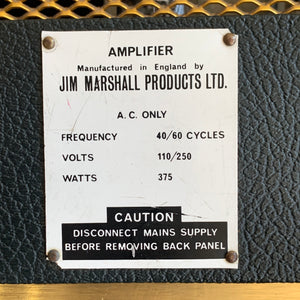 AMPLIFIER
Manufactured in England by
JIM MARSHALL PRODUCTS LTD.
A.C. ONLY
FREQUENCY 40/60 CYCLES
VOLTS 110/250
WATTS 375
CAUTION
DISCONNECT MAINS SUPPLY
BEFORE REMOVING BACK PANEL